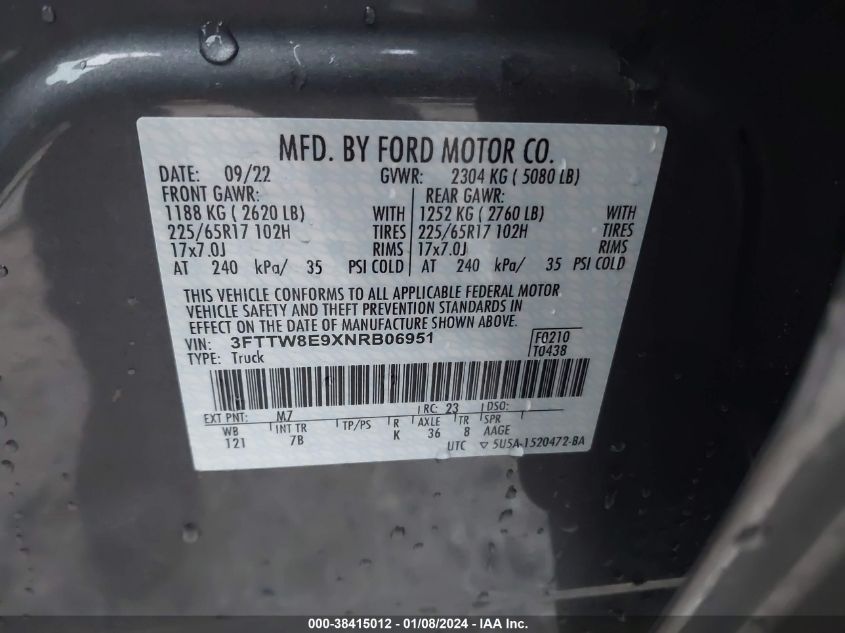 MFD. BY FORD MOTOR CO.
DATE: 09/22 GVWR: 2304 KG ( 5080 LB)
FRONT GAWR: REAR GAWR:
1188 KG ( 2620 LB) WITH 1252 KG ( 2760 LB) WITH
225/65R17 102H TIRES 225/65R17 102H TIRES
17x7.0J RIMS 17x7.0J RIMS
AT 240 kPa/ 35 PSI COLD AT 240 kPa/ 35 PSI COLD
THIS VEHICLE CONFORMS TO ALL APPLICABLE FEDERAL MOTOR
VEHICLE SAFETY AND THEFT PREVENTION STANDARDS IN
EFFECT ON THE DATE OF MANUFACTURE SHOWN ABOVE.
VIN: 3FTTW8E9XNRB06951 F0210
TYPE: Truck T0438
EXT PNT: M7 RC: 23 DSO:
WB INT TR TP/PS R AXLE TR SPR
121 7B K 36 8 AAGE
UTC ▽ 5U5A-1520472-BA
000-38415012 - 01/08/2024 - IAA Inc.